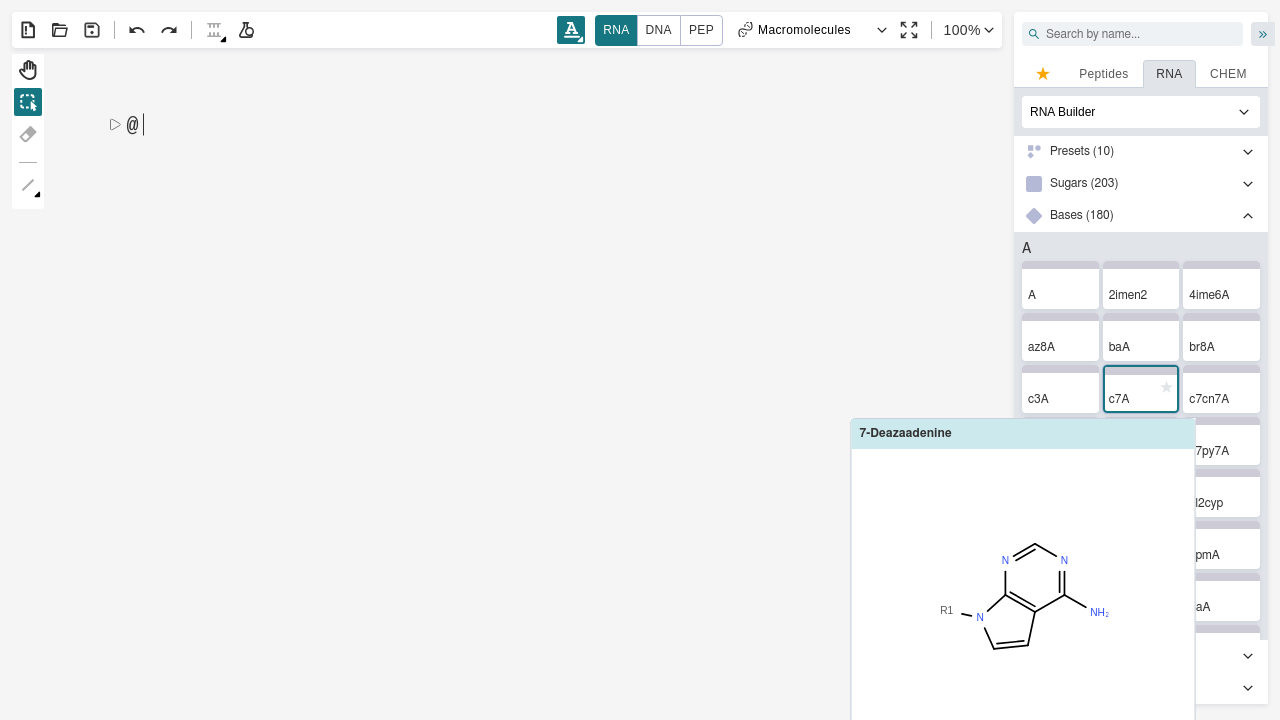 RNA DNA PEP Macromolecules 100%
Search by name...
Peptides RNA CHEM
RNA Builder
@
Presets (10)
Sugars (203)
Bases (180)
A
A 2imen2 4ime6A
az8A baA br8A
c3A c7A c7cn7A
7-Deazaadenine
7py7A
l2cyp
pmA
aA
N N
R1 N NH₂